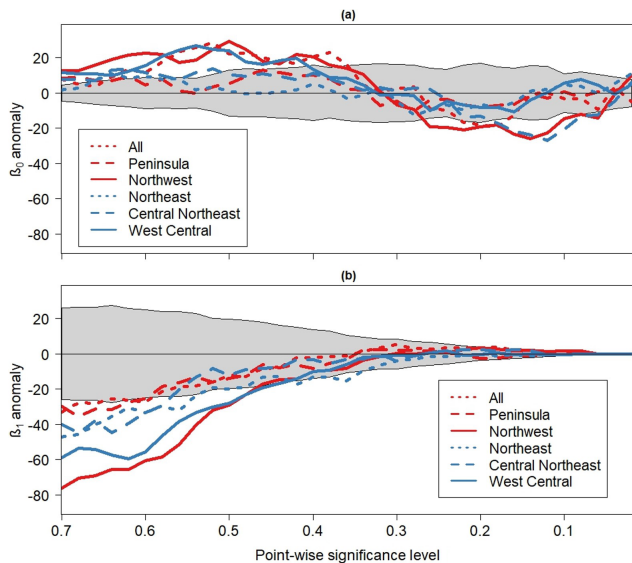 (a)
ß0 anomaly
20
0
-20
-40
-60
-80
All
Peninsula
Northwest
Northeast
Central Northeast
West Central
(b)
ß1 anomaly
20
0
-20
-40
-60
-80
All
Peninsula
Northwest
Northeast
Central Northeast
West Central
0.7 0.6 0.5 0.4 0.3 0.2 0.1
Point-wise significance level